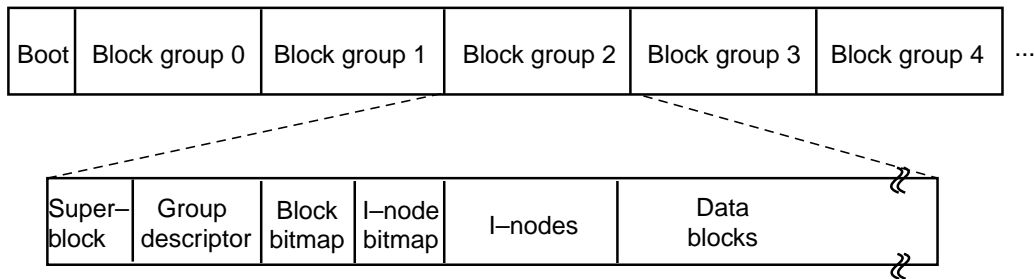 Boot Block group 0 Block group 1 Block group 2 Block group 3 Block group 4 ...
Super–
block
Group
descriptor
Block
bitmap
I–node
bitmap
I–nodes
Data
blocks